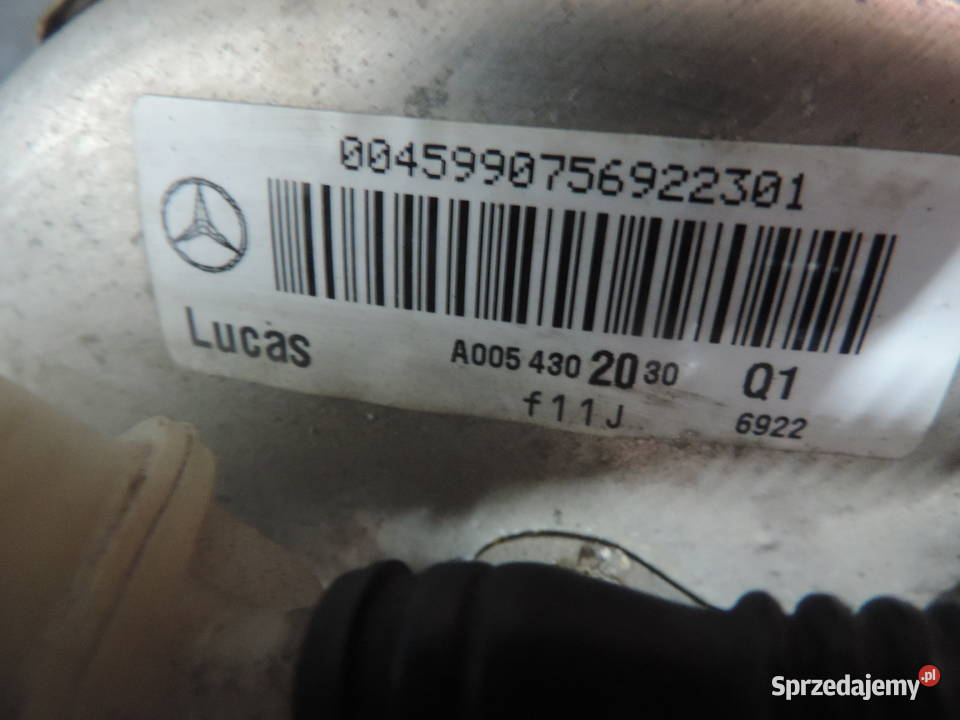 0045990756922301
Lucas
A005 430 20 30 Q1
f11J 6922
Sprzedajemy.pl